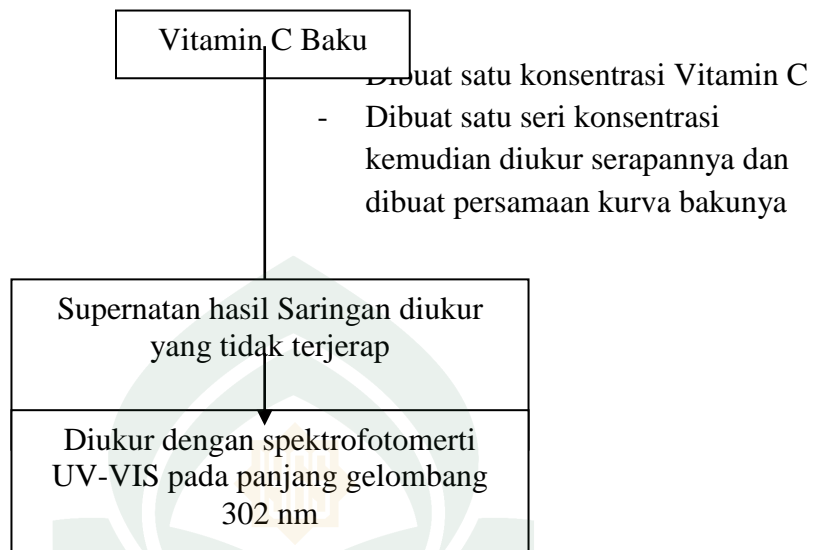 Vitamin C Baku
Dibuat satu konsentrasi Vitamin C
- Dibuat satu seri konsentrasi
kemudian diukur serapannya dan
dibuat persamaan kurva bakunya
Supernatan hasil Saringan diukur
yang tidak terjerap
Diukur dengan spektrofotomerti
UV-VIS pada panjang gelombang
302 nm